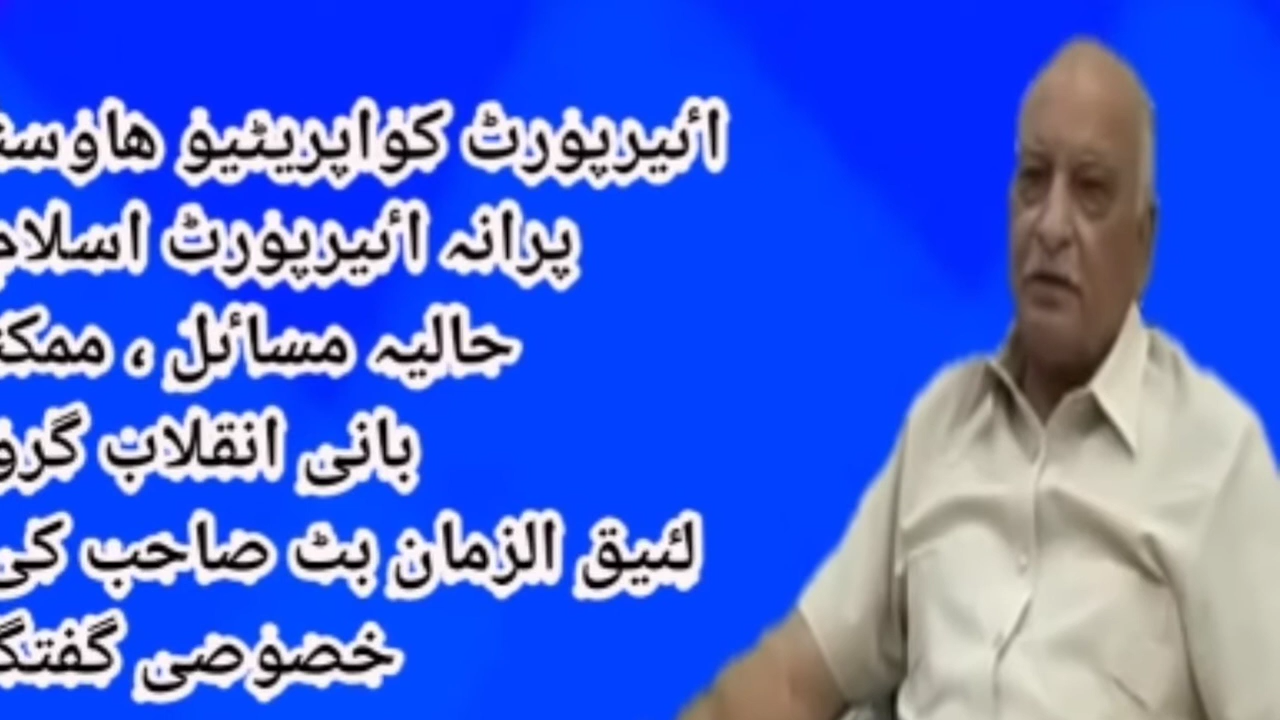 ائیرپورٹ کواپریٹیو
پرانہ ائیرپورٹ
حالیہ مسائل ،
بانی انقلاب
لئیق الزمان بٹ صاحب کی
خصوصی